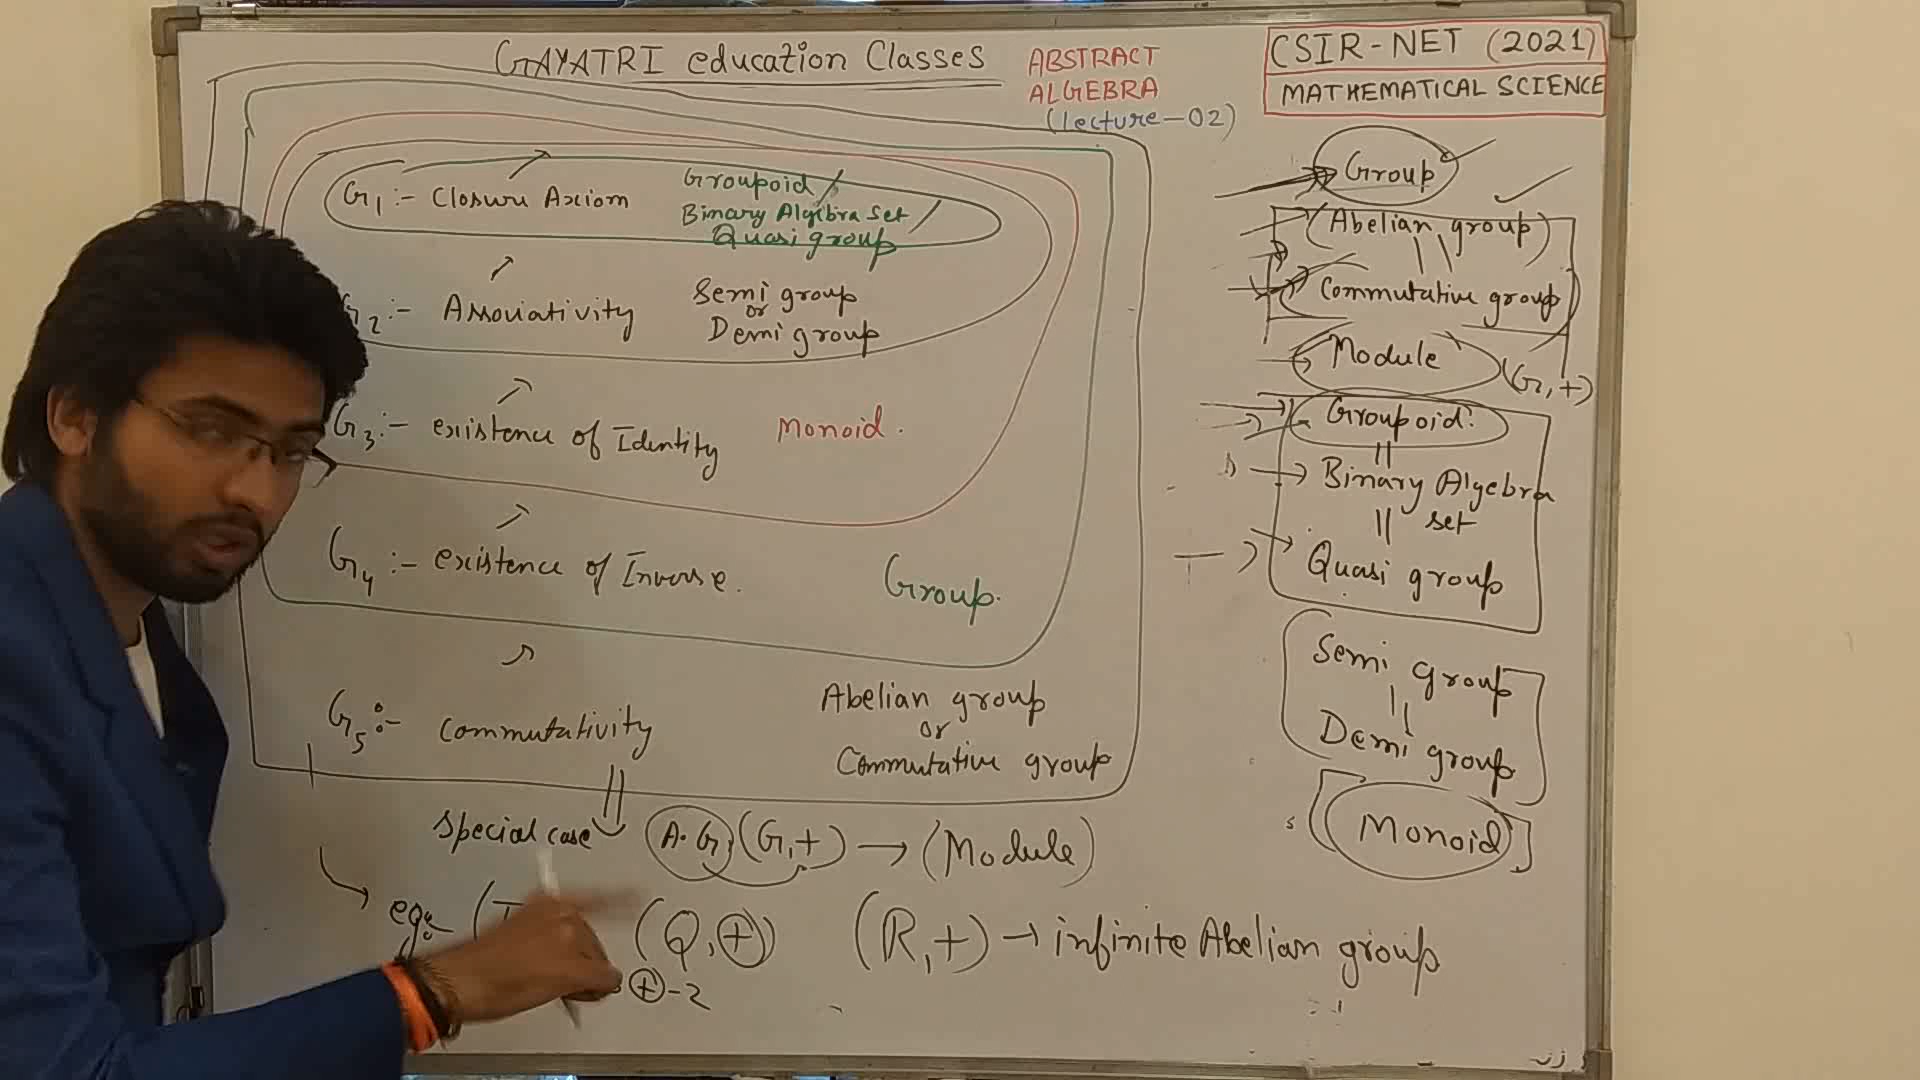 GAYATRI education Classes
ABSTRACT
ALGEBRA
(lecture-02)
CSIR-NET (2021)
MATHEMATICAL SCIENCE
G1:- Closure Axiom
Groupoid /
Binary Algebra Set /
Quasi group
G2:- Associativity
Semi group
or
Demi group
G3:- existence of Identity
Monoid.
G4:- existence of Inverse.
Group.
G5:- Commutativity
Abelian group
or
Commutative group
Special case
A.G, (G,+) → (Module)
eg:- (I
(Q,+)
(R,+) → infinite Abelian group
+ -2
Group
(Abelian group)
Commutative group
Module
(G,+)
Groupoid.
||
Binary Algebra
|| set
Quasi group
Semi group
||
Demi group
Monoid